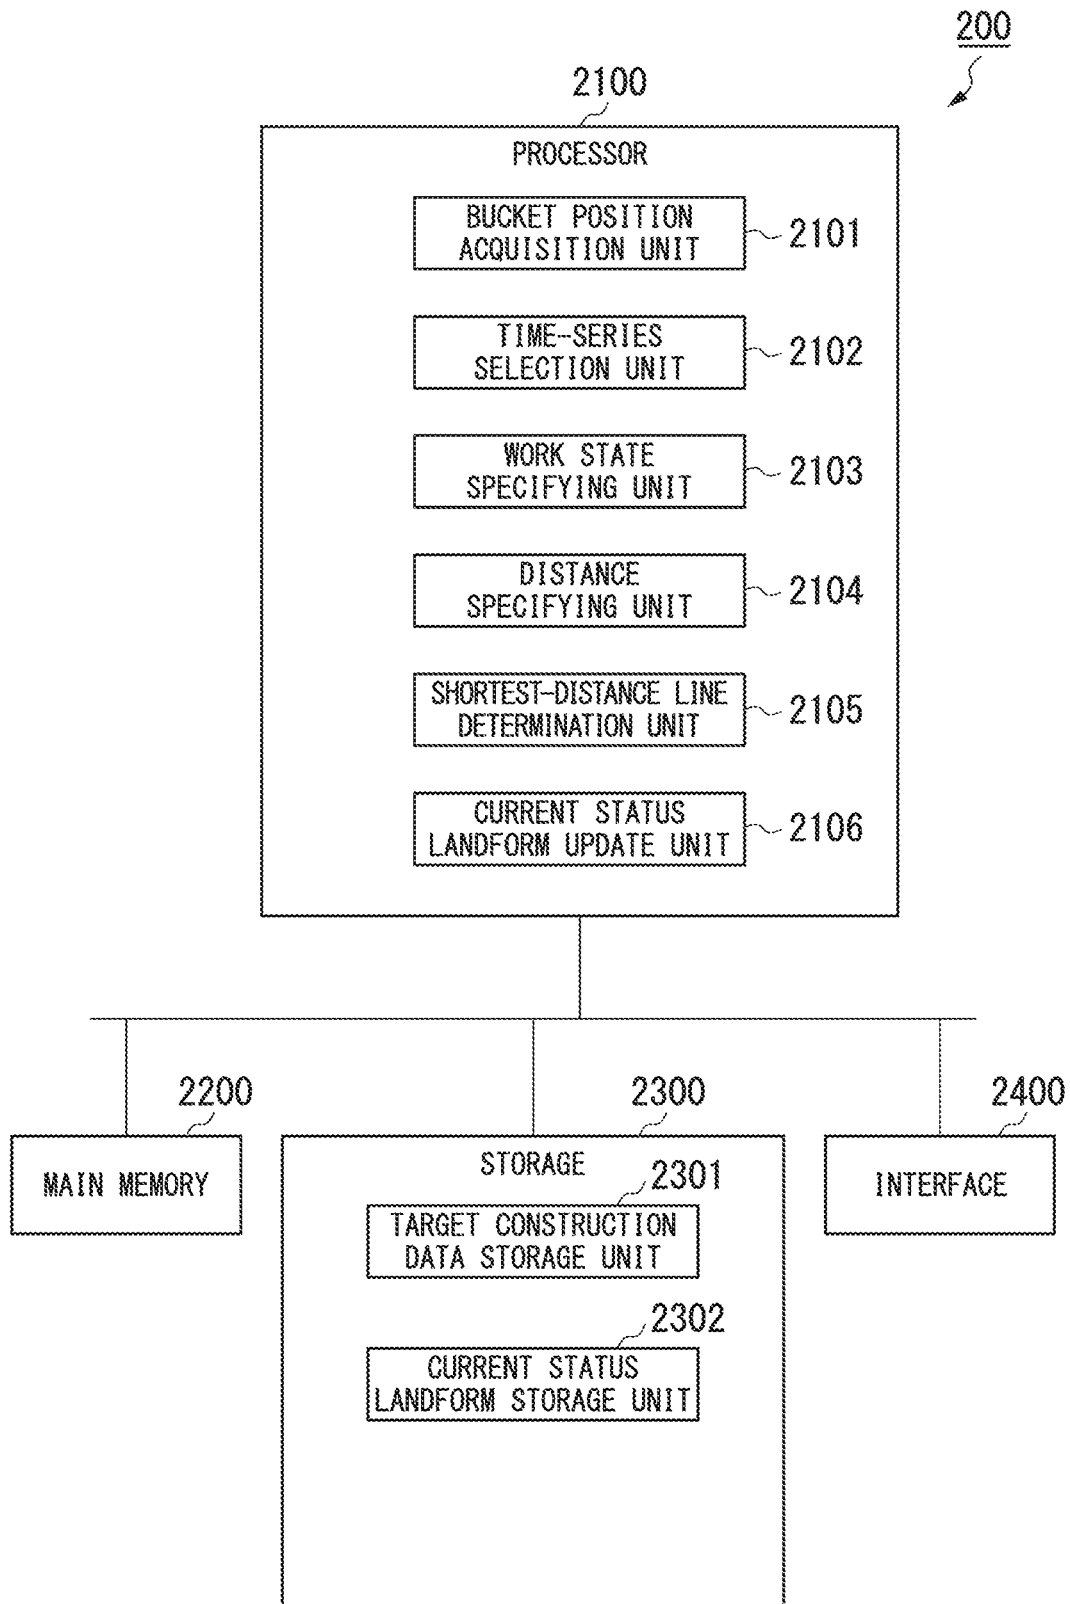 200
2100
PROCESSOR
BUCKET POSITION
ACQUISITION UNIT
2101
TIME-SERIES
SELECTION UNIT
2102
WORK STATE
SPECIFYING UNIT
2103
DISTANCE
SPECIFYING UNIT
2104
SHORTEST-DISTANCE LINE
DETERMINATION UNIT
2105
CURRENT STATUS
LANDFORM UPDATE UNIT
2106
2200
MAIN MEMORY
2300
STORAGE
2301
TARGET CONSTRUCTION
DATA STORAGE UNIT
2302
CURRENT STATUS
LANDFORM STORAGE UNIT
2400
INTERFACE